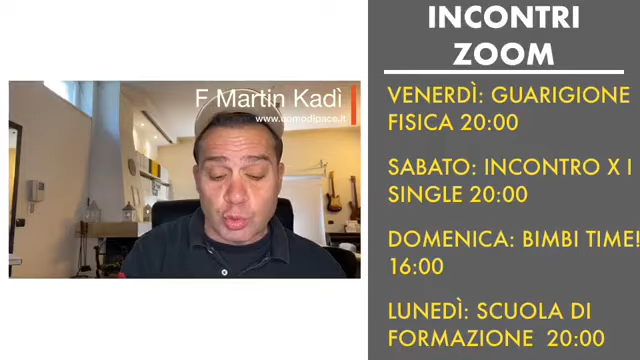 F Martin Kadì
www.uomodipace.it
INCONTRI
ZOOM
VENERDÌ: GUARIGIONE
FISICA 20:00
SABATO: INCONTRO X I
SINGLE 20:00
DOMENICA: BIMBI TIME!
16:00
LUNEDÌ: SCUOLA DI
FORMAZIONE 20:00